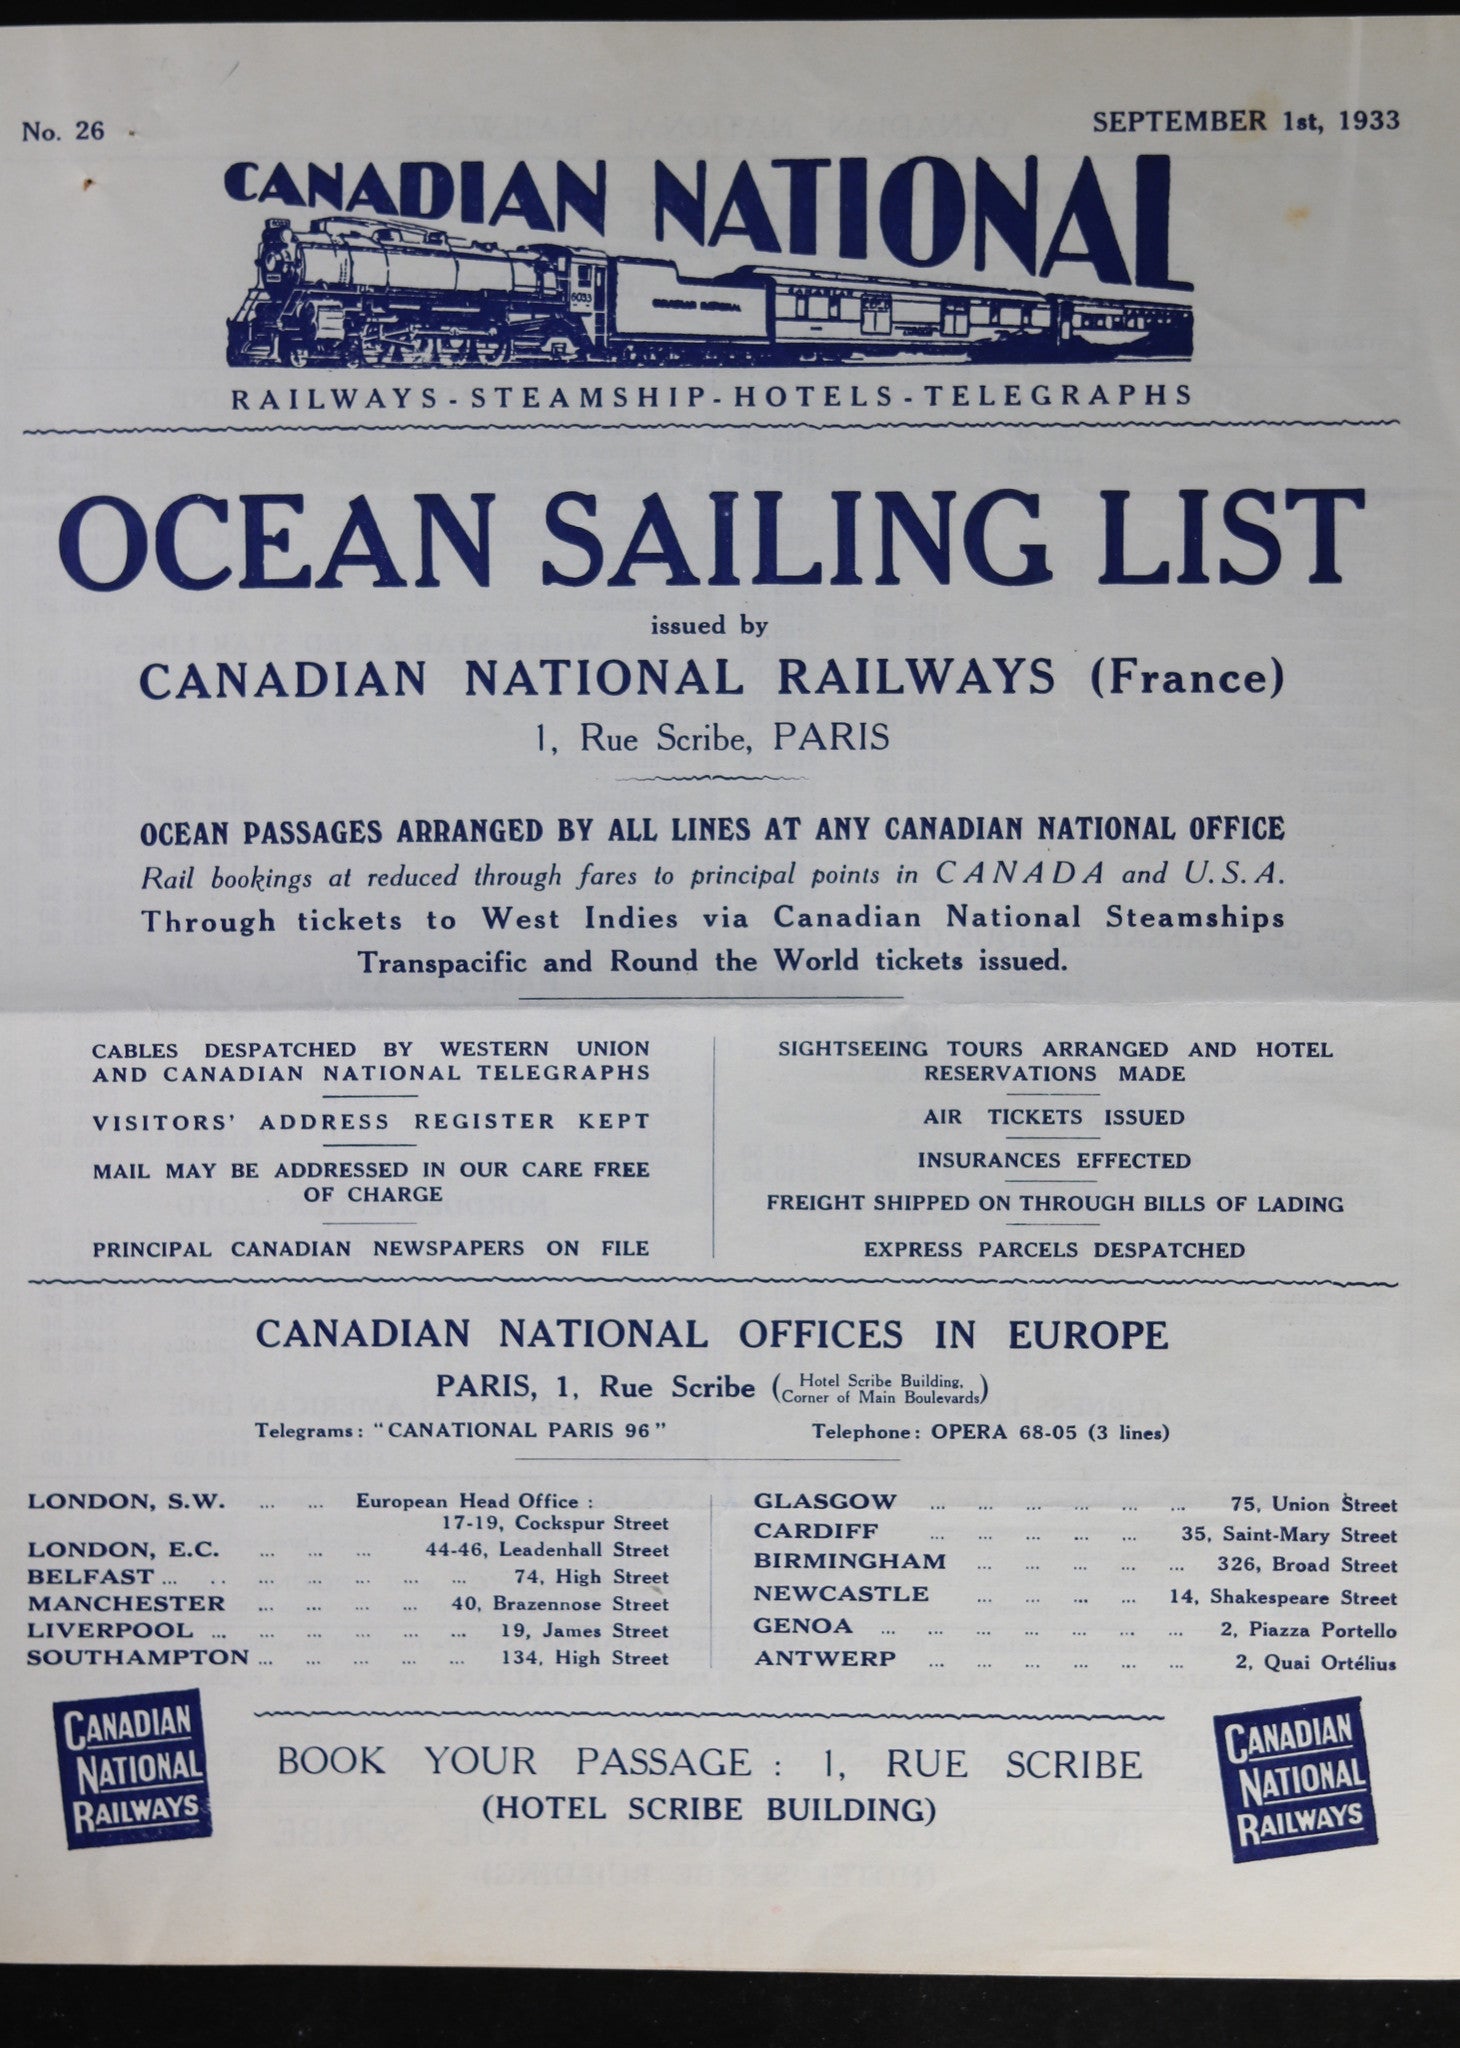 No. 26
SEPTEMBER 1st, 1933
CANADIAN NATIONAL
6033
CANADIAN NATIONAL
CANADIAN
RAILWAYS - STEAMSHIP - HOTELS - TELEGRAPHS
OCEAN SAILING LIST
issued by
CANADIAN NATIONAL RAILWAYS (France)
1, Rue Scribe, PARIS
OCEAN PASSAGES ARRANGED BY ALL LINES AT ANY CANADIAN NATIONAL OFFICE
Rail bookings at reduced through fares to principal points in CANADA and U.S.A.
Through tickets to West Indies via Canadian National Steamships
Transpacific and Round the World tickets issued.
CABLES DESPATCHED BY WESTERN UNION
AND CANADIAN NATIONAL TELEGRAPHS
VISITORS' ADDRESS REGISTER KEPT
MAIL MAY BE ADDRESSED IN OUR CARE FREE
OF CHARGE
PRINCIPAL CANADIAN NEWSPAPERS ON FILE
SIGHTSEEING TOURS ARRANGED AND HOTEL
RESERVATIONS MADE
AIR TICKETS ISSUED
INSURANCES EFFECTED
FREIGHT SHIPPED ON THROUGH BILLS OF LADING
EXPRESS PARCELS DESPATCHED
CANADIAN NATIONAL OFFICES IN EUROPE
PARIS, 1, Rue Scribe (Hotel Scribe Building,
Corner of Main Boulevards)
Telegrams: "CANATIONAL PARIS 96"
Telephone: OPERA 68-05 (3 lines)
LONDON, S.W. ... ... European Head Office :
17-19, Cockspur Street
LONDON, E.C. ... ... ... 44-46, Leadenhall Street
BELFAST ... .. ... ... ... ... 74, High Street
MANCHESTER ... ... ... ... 40, Brazennose Street
LIVERPOOL ... ... ... ... ... ... 19, James Street
SOUTHAMPTON ... ... ... ... ... 134, High Street
GLASGOW ... ... ... ... ... ... 75, Union Street
CARDIFF ... ... ... ... ... 35, Saint-Mary Street
BIRMINGHAM ... ... ... ... ... 326, Broad Street
NEWCASTLE ... ... ... ... 14, Shakespeare Street
GENOA ... ... ... ... ... ... ... 2, Piazza Portello
ANTWERP ... ... ... ... ... ... 2, Quai Ortélius
CANADIAN
NATIONAL
RAILWAYS
BOOK YOUR PASSAGE : 1, RUE SCRIBE
(HOTEL SCRIBE BUILDING)
CANADIAN
NATIONAL
RAILWAYS